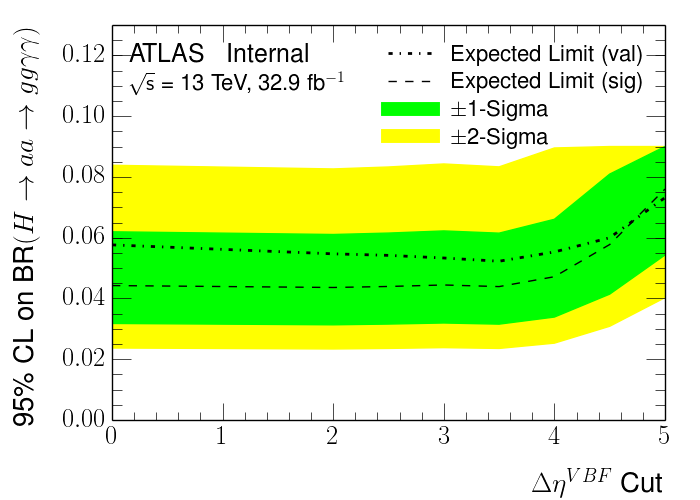 ATLAS Internal
√s = 13 TeV, 32.9 fb⁻¹
Expected Limit (val)
Expected Limit (sig)
±1-Sigma
±2-Sigma
95% CL on BR(H → aa → ggγγ)
0.12
0.10
0.08
0.06
0.04
0.02
0.00
0 1 2 3 4 5
Δη^{VBF} Cut